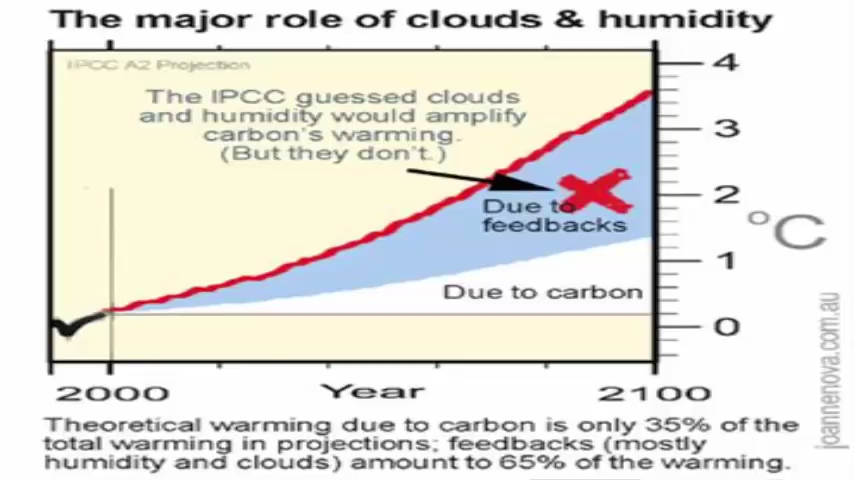 The major role of clouds & humidity
IPCC A2 Projection
The IPCC guessed clouds
and humidity would amplify
carbon's warming.
(But they don't.)
Due to
feedbacks
Due to carbon
4
3
2
1
0
°C
2000
Year
2100
joannenova.com.au
Theoretical warming due to carbon is only 35% of the
total warming in projections; feedbacks (mostly
humidity and clouds) amount to 65% of the warming.